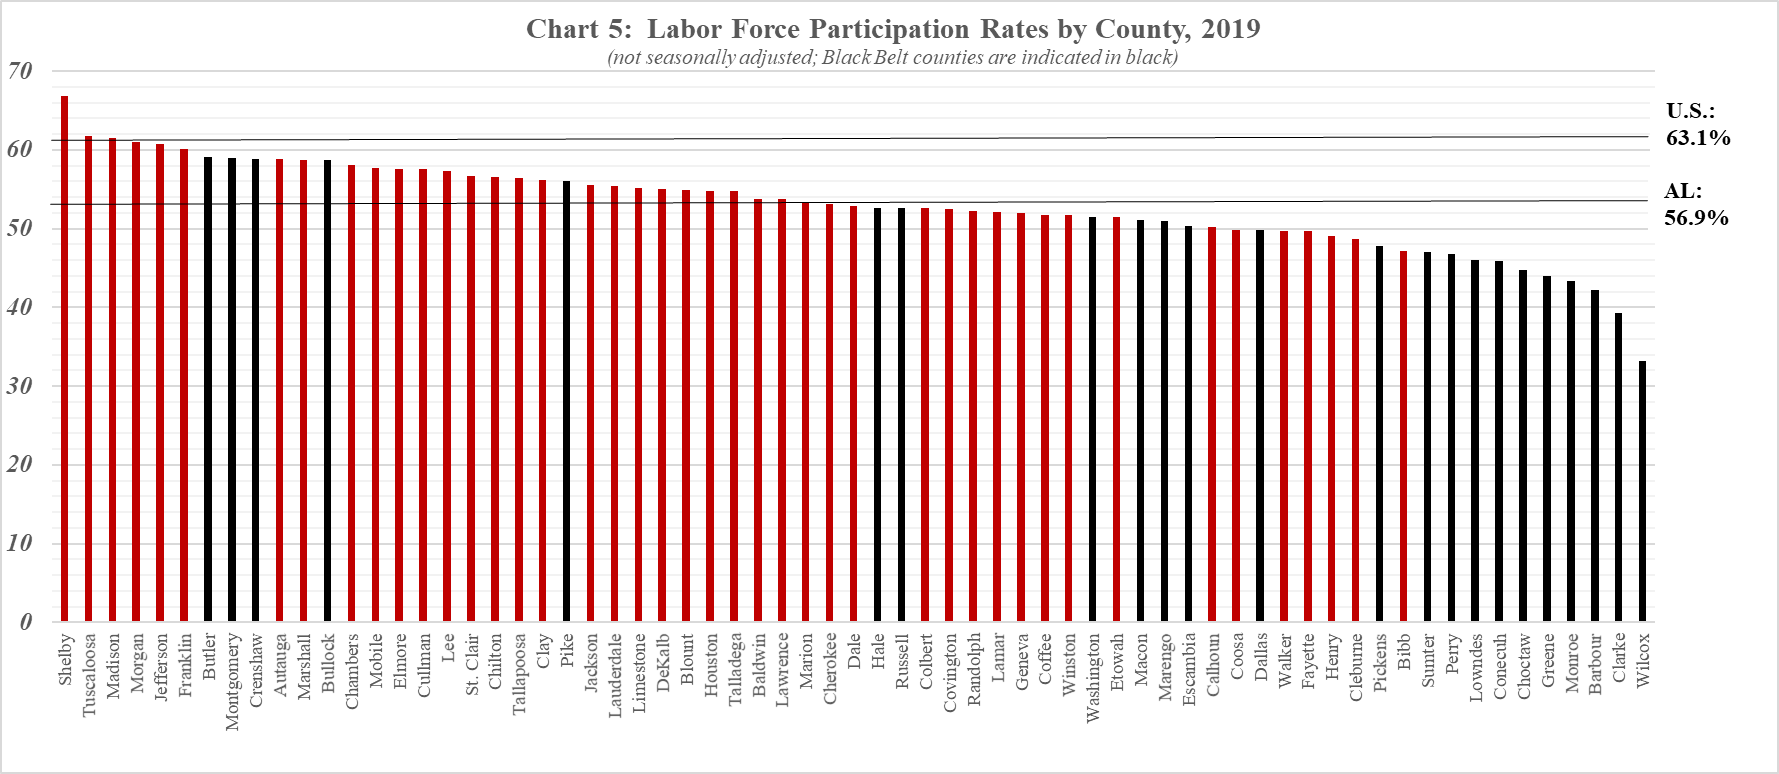 Chart 5:  Labor Force Participation Rates by County, 2019
(not seasonally adjusted; Black Belt counties are indicated in black)
70
60
50
40
30
20
10
0
U.S.:
63.1%
AL:
56.9%
Shelby
Tuscaloosa
Madison
Morgan
Jefferson
Franklin
Butler
Montgomery
Crenshaw
Autauga
Marshall
Bullock
Chambers
Mobile
Elmore
Cullman
Lee
St. Clair
Chilton
Tallapoosa
Clay
Pike
Jackson
Lauderdale
Limestone
DeKalb
Blount
Houston
Talladega
Baldwin
Lawrence
Marion
Cherokee
Dale
Hale
Russell
Colbert
Covington
Randolph
Lamar
Geneva
Coffee
Winston
Washington
Etowah
Macon
Marengo
Escambia
Calhoun
Coosa
Dallas
Walker
Fayette
Henry
Cleburne
Pickens
Bibb
Sumter
Perry
Lowndes
Conecuh
Choctaw
Greene
Monroe
Barbour
Clarke
Wilcox